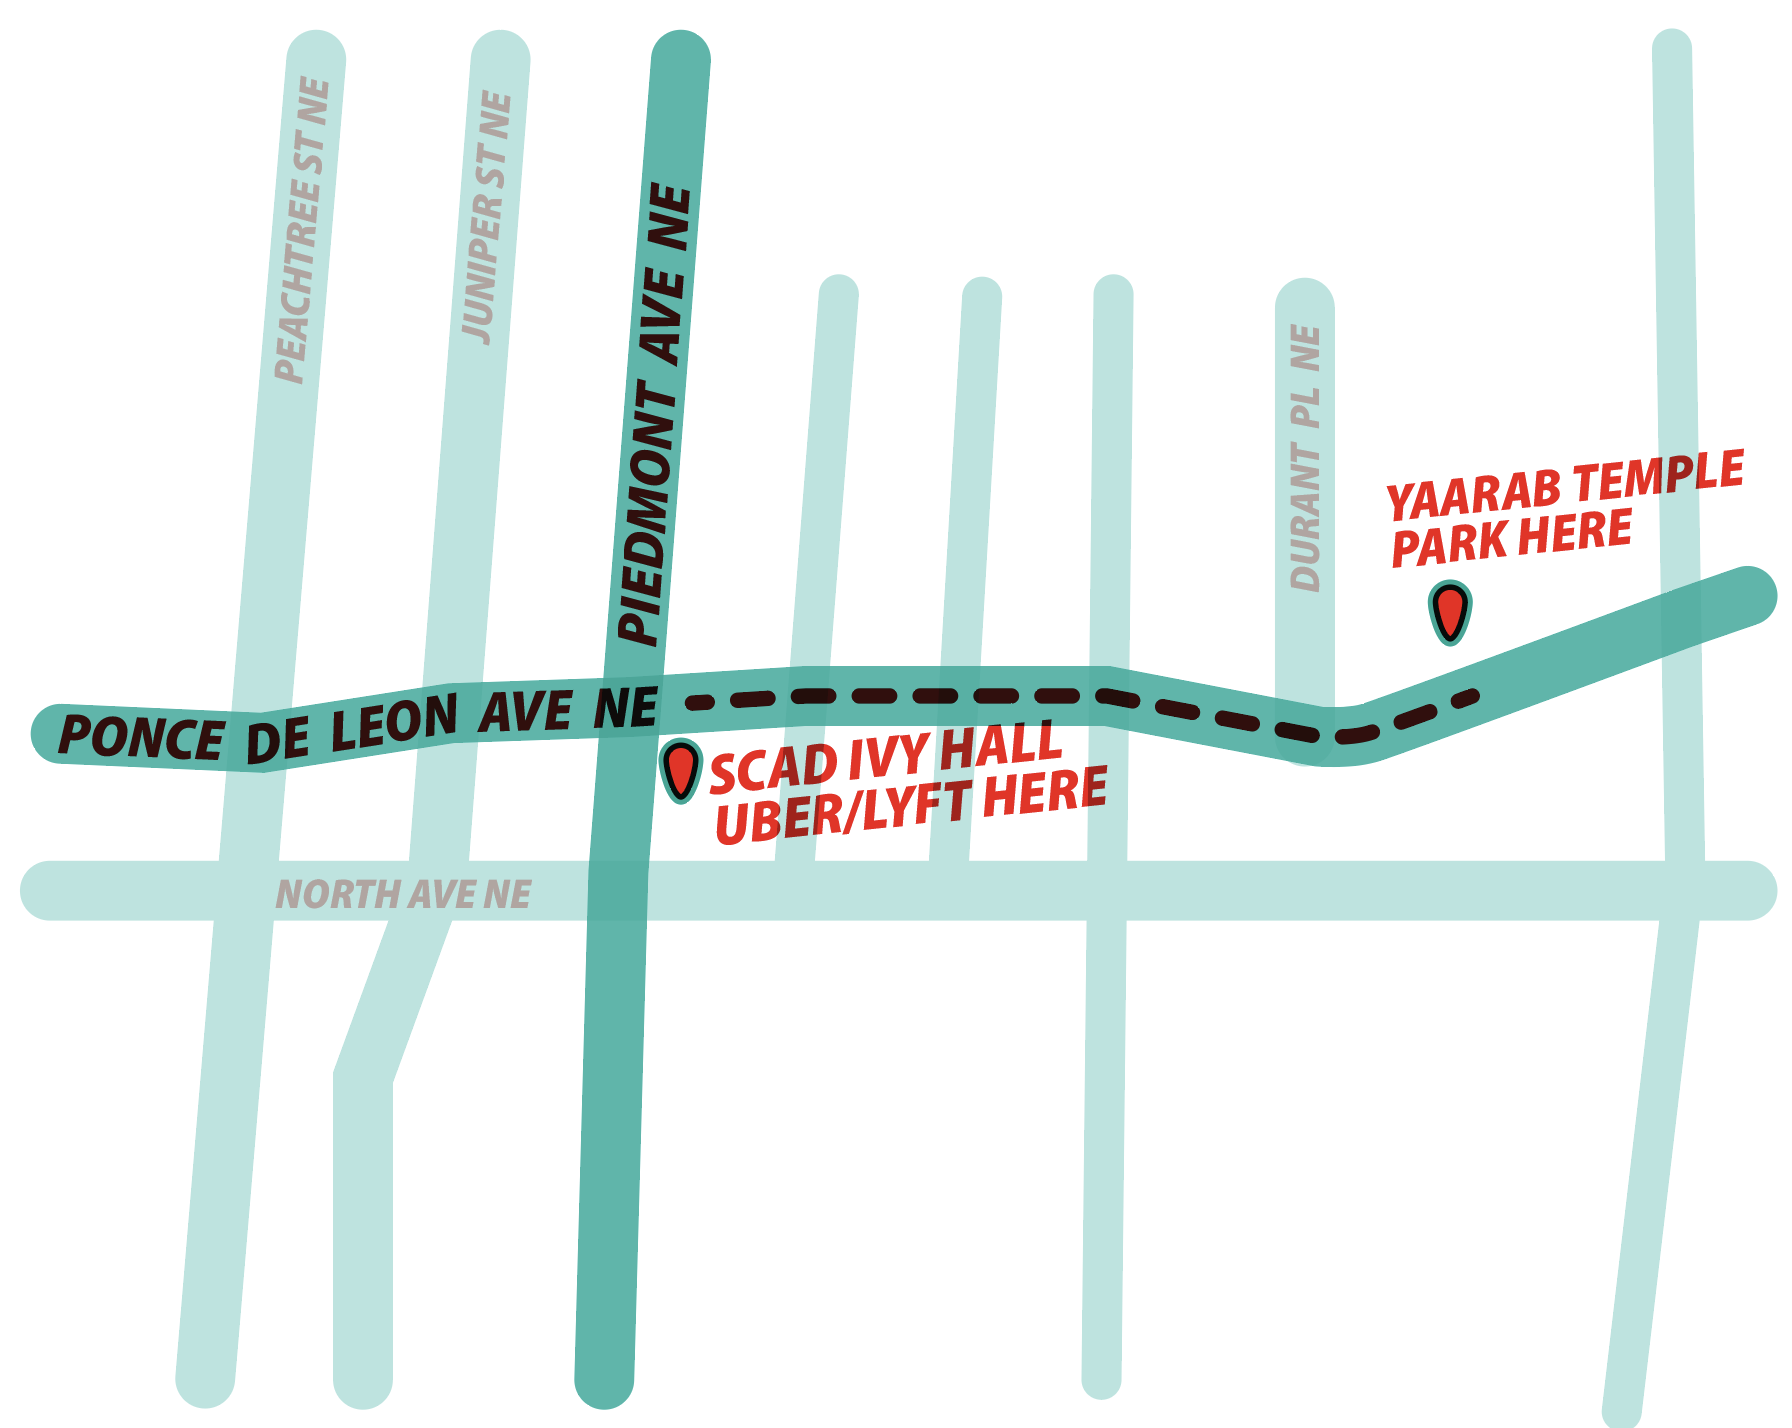 PEACHTREE ST NE
JUNIPER ST NE
PIEDMONT AVE NE
DURANT PL NE
YAARAB TEMPLE
PARK HERE
PONCE DE LEON AVE NE
SCAD IVY HALL
UBER/LYFT HERE
NORTH AVE NE